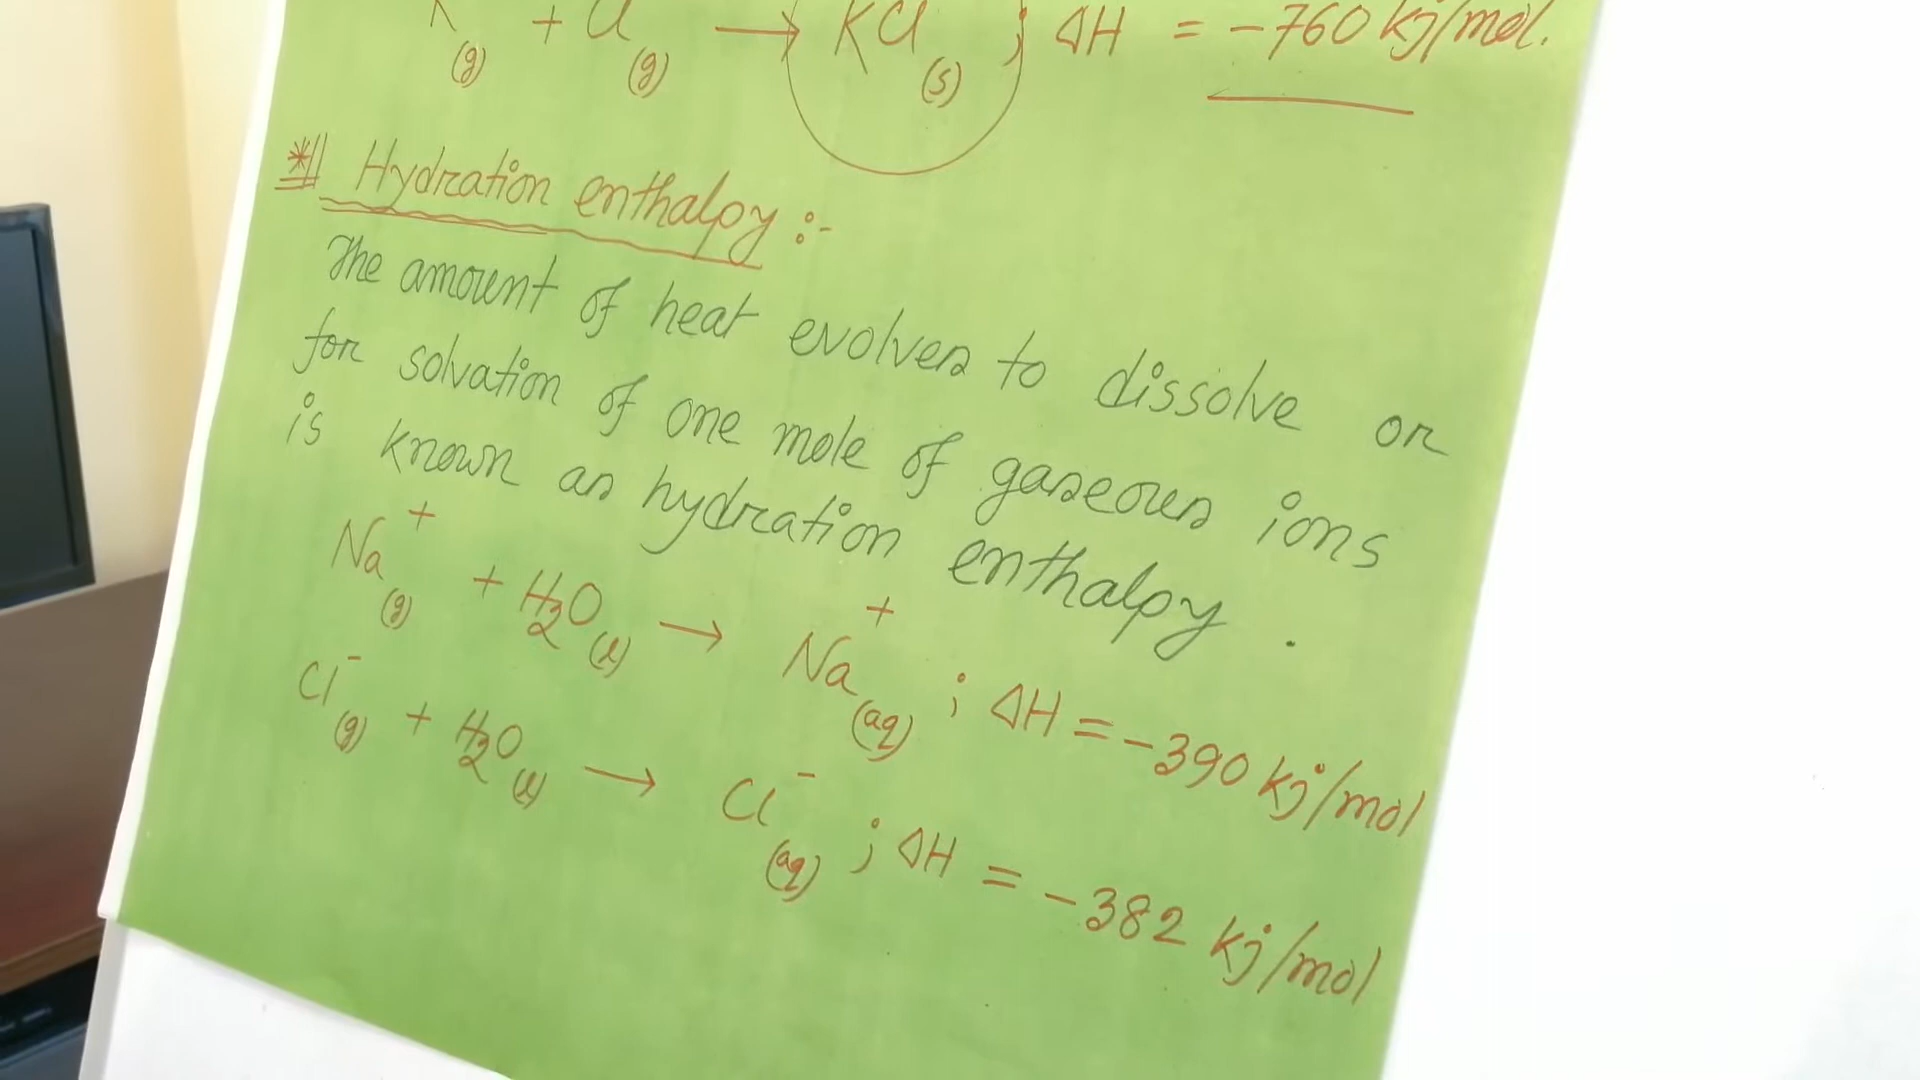 K(g) + Cl(g) → KCl(s) ; ΔH = -760 kj/mol.
* Hydration enthalpy :-
The amount of heat evolves to dissolve or
for solvation of one mole of gaseous ions
is known as hydration enthalpy.
Na⁺(g) + H₂O(l) → Na⁺(aq) ; ΔH = -390 kj/mol
Cl⁻(g) + H₂O(l) → Cl⁻(aq) ; ΔH = -382 kj/mol